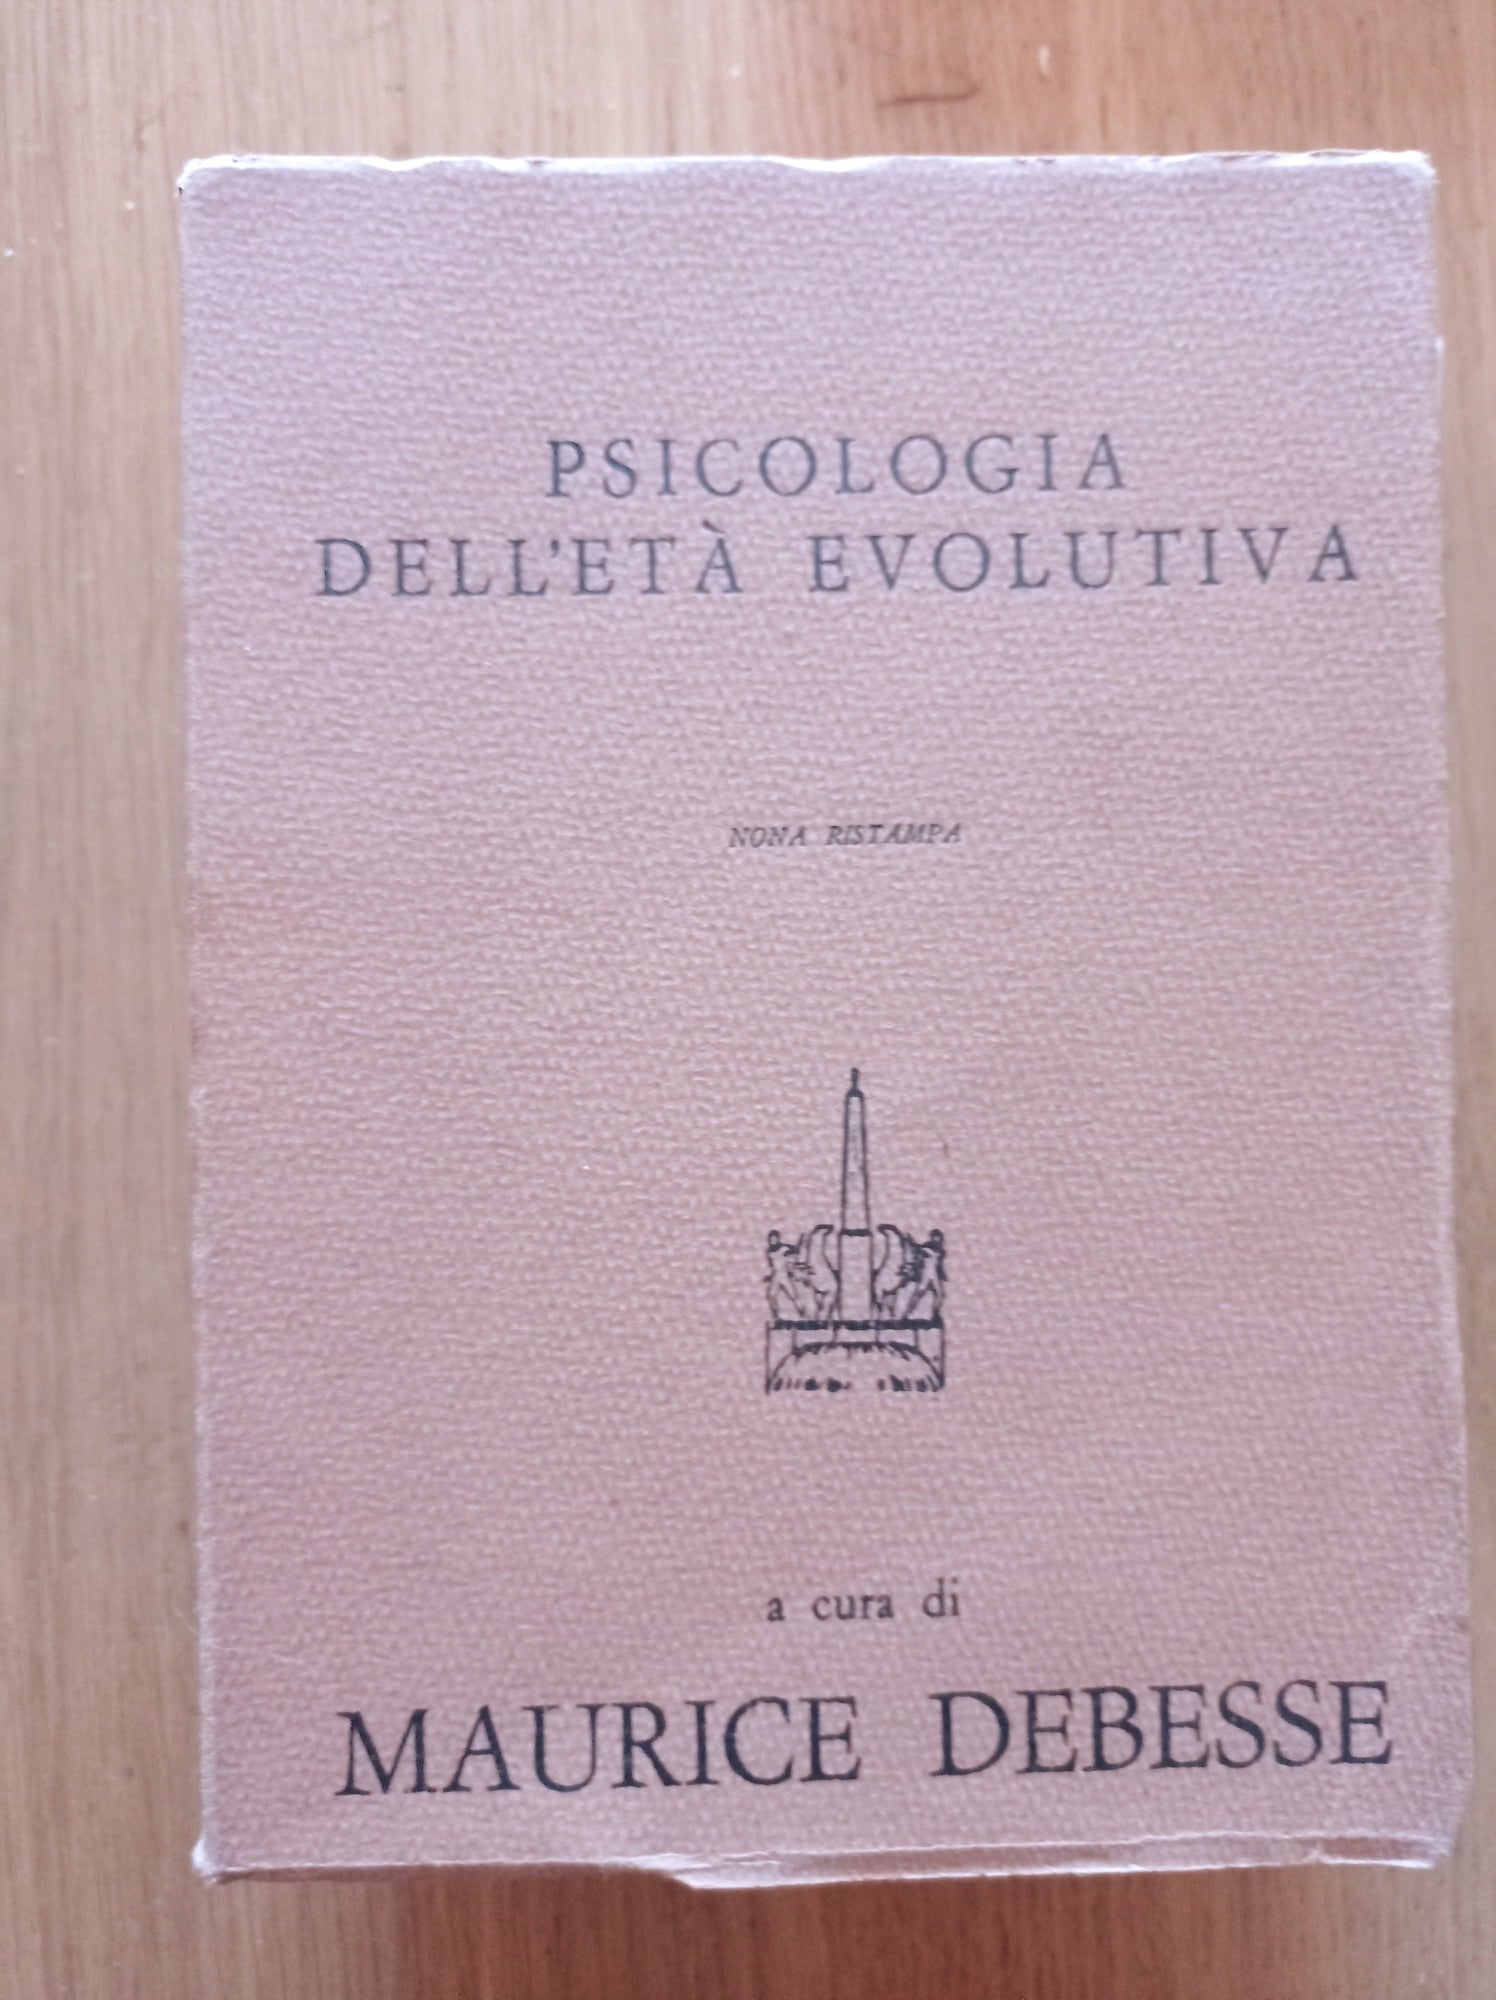 PSICOLOGIA
DELL'ETÀ EVOLUTIVA
NONA RISTAMPA
a cura di
MAURICE DEBESSE